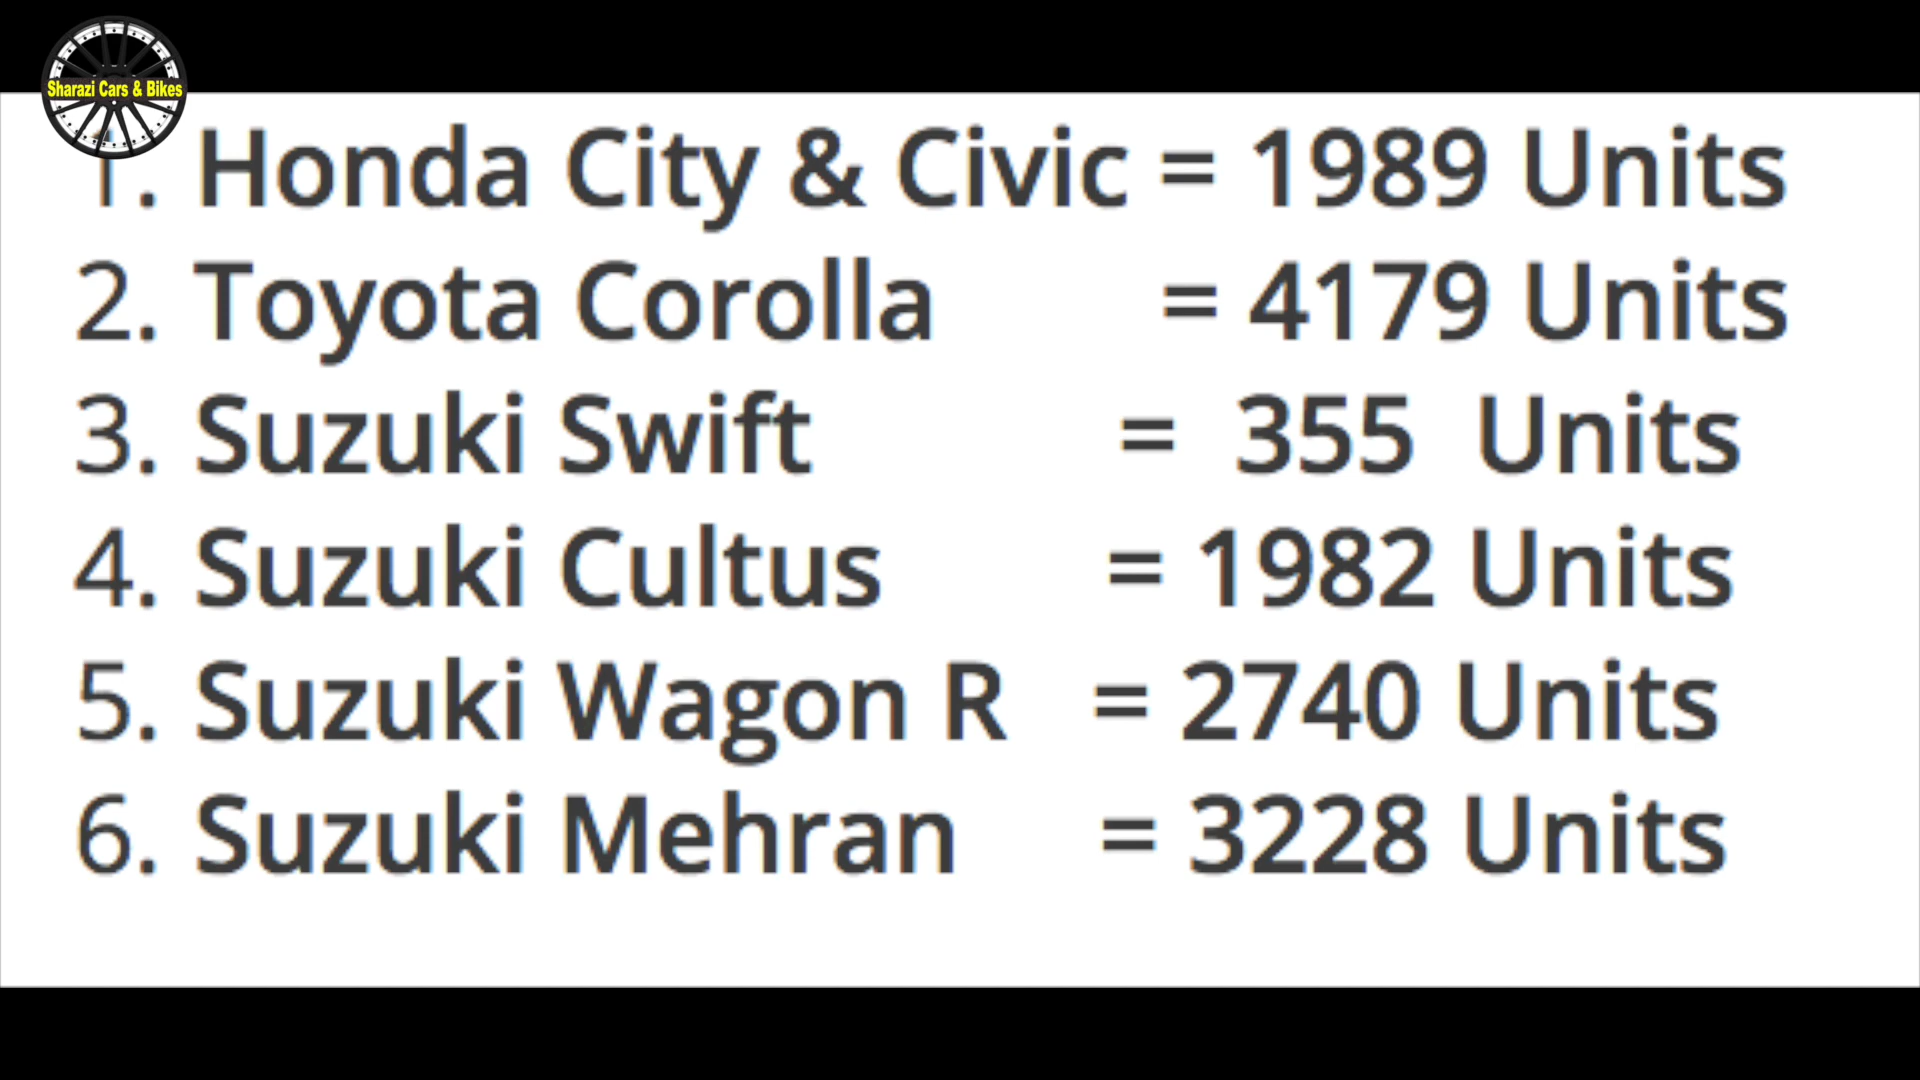 Sharazi Cars & Bikes
1. Honda City & Civic = 1989 Units
2. Toyota Corolla = 4179 Units
3. Suzuki Swift = 355 Units
4. Suzuki Cultus = 1982 Units
5. Suzuki Wagon R = 2740 Units
6. Suzuki Mehran = 3228 Units